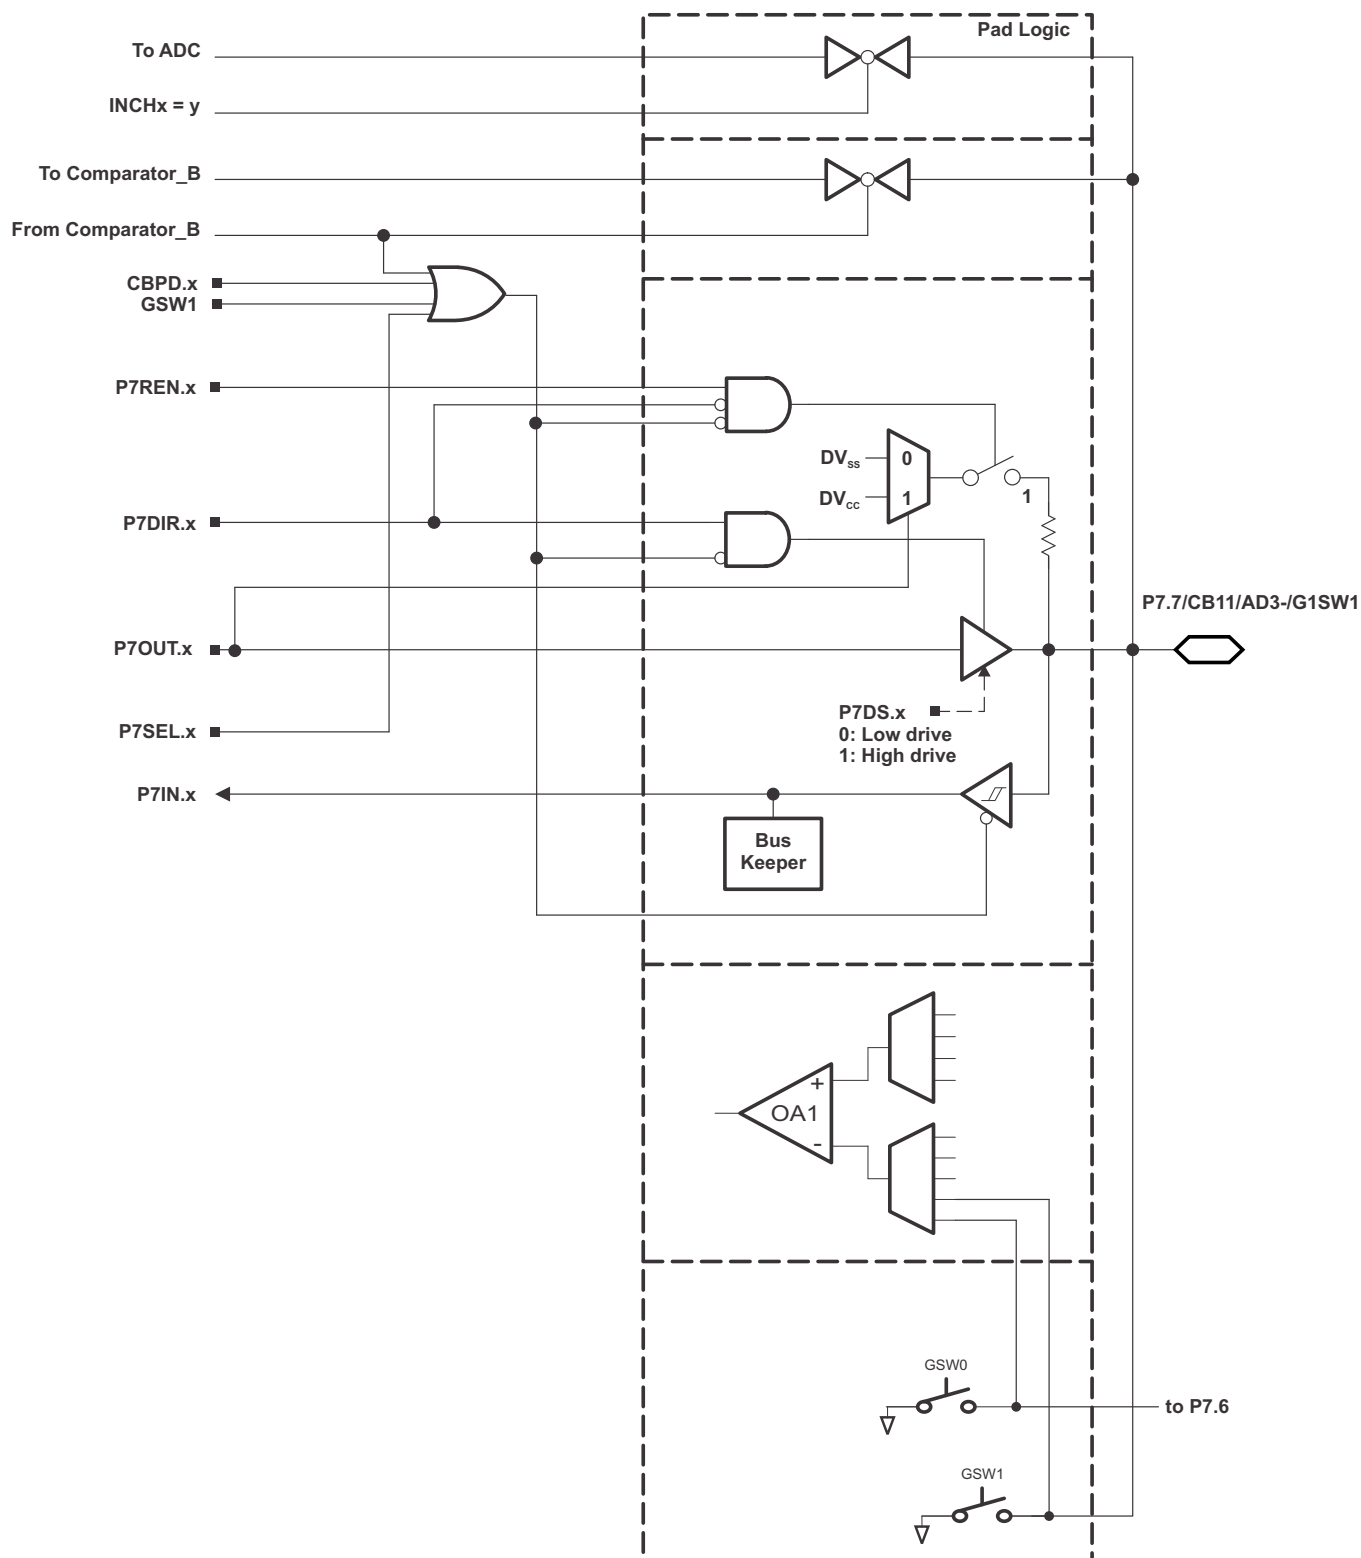 Pad Logic
To ADC
INCHx = y
To Comparator_B
From Comparator_B
CBPD.x
GSW1
P7REN.x
DVss 0
DVcc 1
1
P7DIR.x
P7.7/CB11/AD3-/G1SW1
P7OUT.x
P7DS.x
0: Low drive
1: High drive
P7SEL.x
P7IN.x
Bus
Keeper
+
OA1
-
GSW0
to P7.6
GSW1